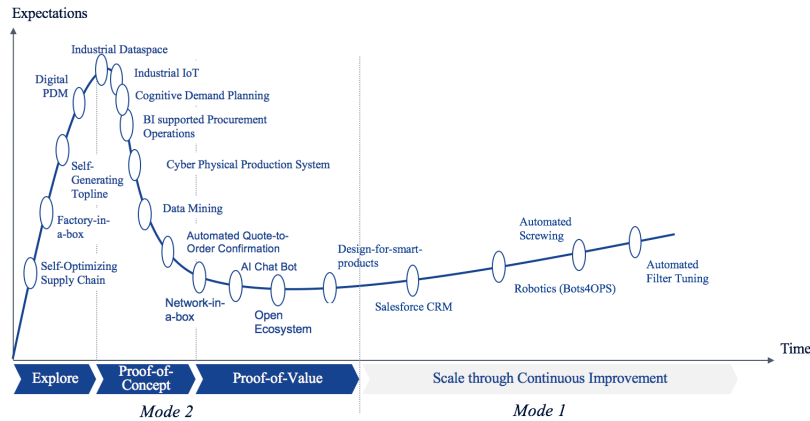 Expectations
Industrial Dataspace
Digital
PDM
Industrial IoT
Cognitive Demand Planning
BI supported Procurement
Operations
Self-
Generating
Topline
Cyber Physical Production System
Factory-in-
a-box
Data Mining
Self-Optimizing
Supply Chain
Automated Quote-to-
Order Confirmation
AI Chat Bot
Network-in-
a-box
Open
Ecosystem
Design-for-smart-
products
Salesforce CRM
Automated
Screwing
Robotics (Bots4OPS)
Automated
Filter Tuning
Time
Explore
Proof-of-
Concept
Proof-of-Value
Scale through Continuous Improvement
Mode 2
Mode 1